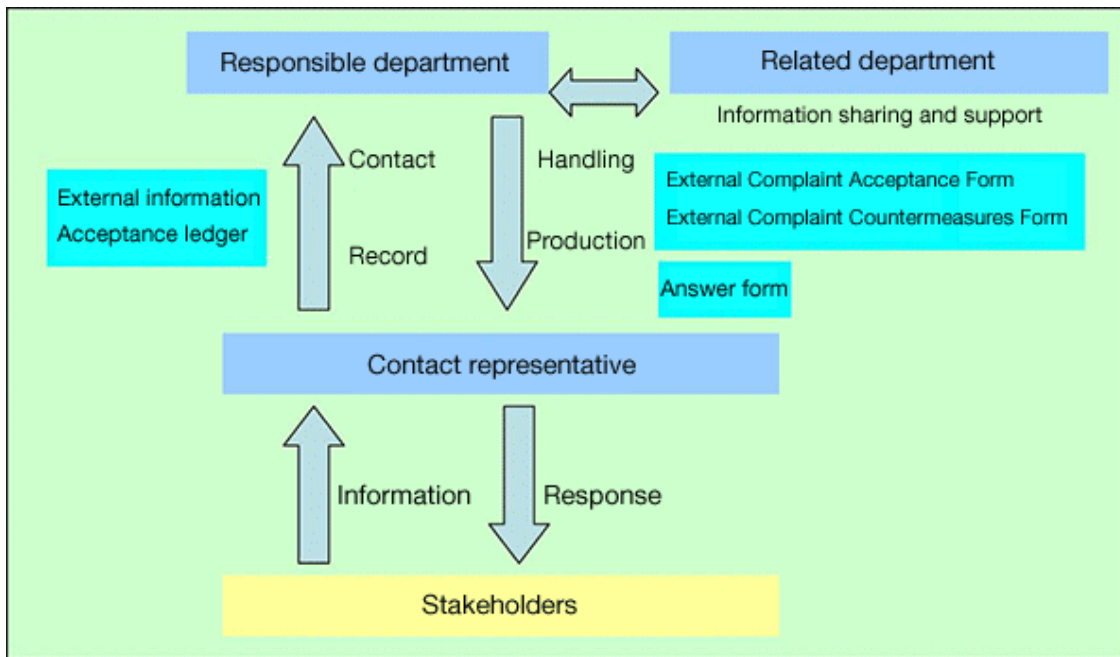 Responsible department
Related department
Information sharing and support
Contact
Handling
External Complaint Acceptance Form
External information
External Complaint Countermeasures Form
Acceptance ledger
Record
Production
Answer form
Contact representative
Information
Response
Stakeholders